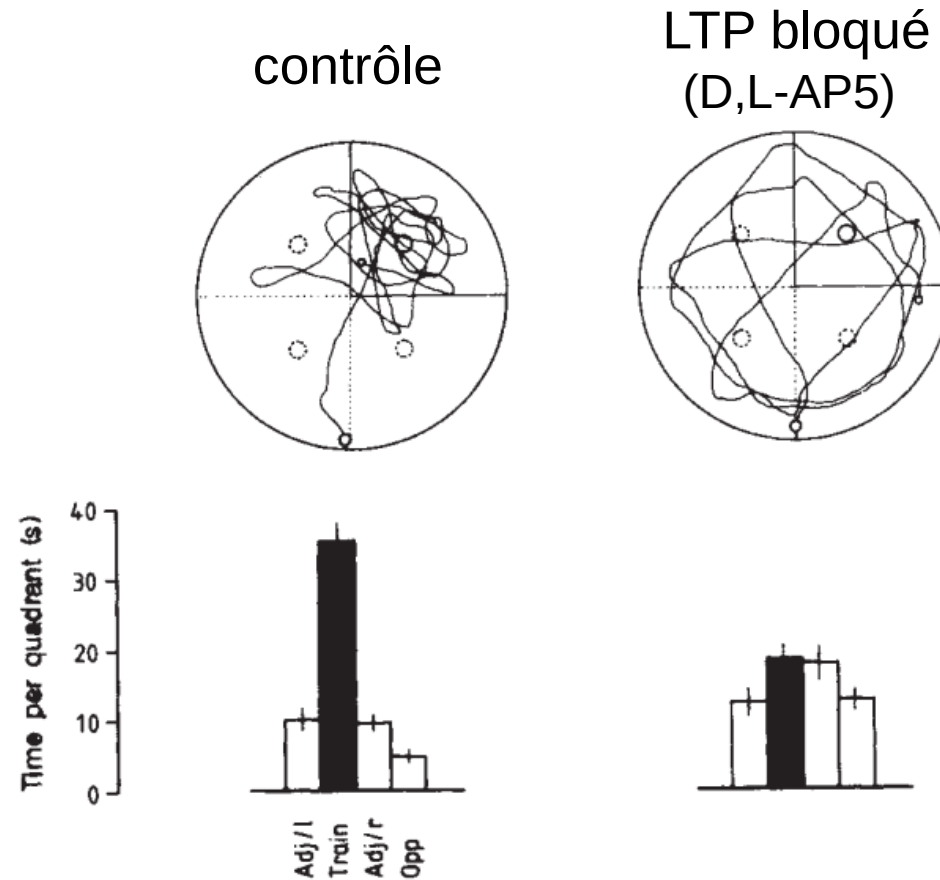 contrôle
LTP bloqué
(D,L-AP5)
Time per quadrant (s)
40
30
20
10
0
Adj/l
Train
Adj/r
Opp